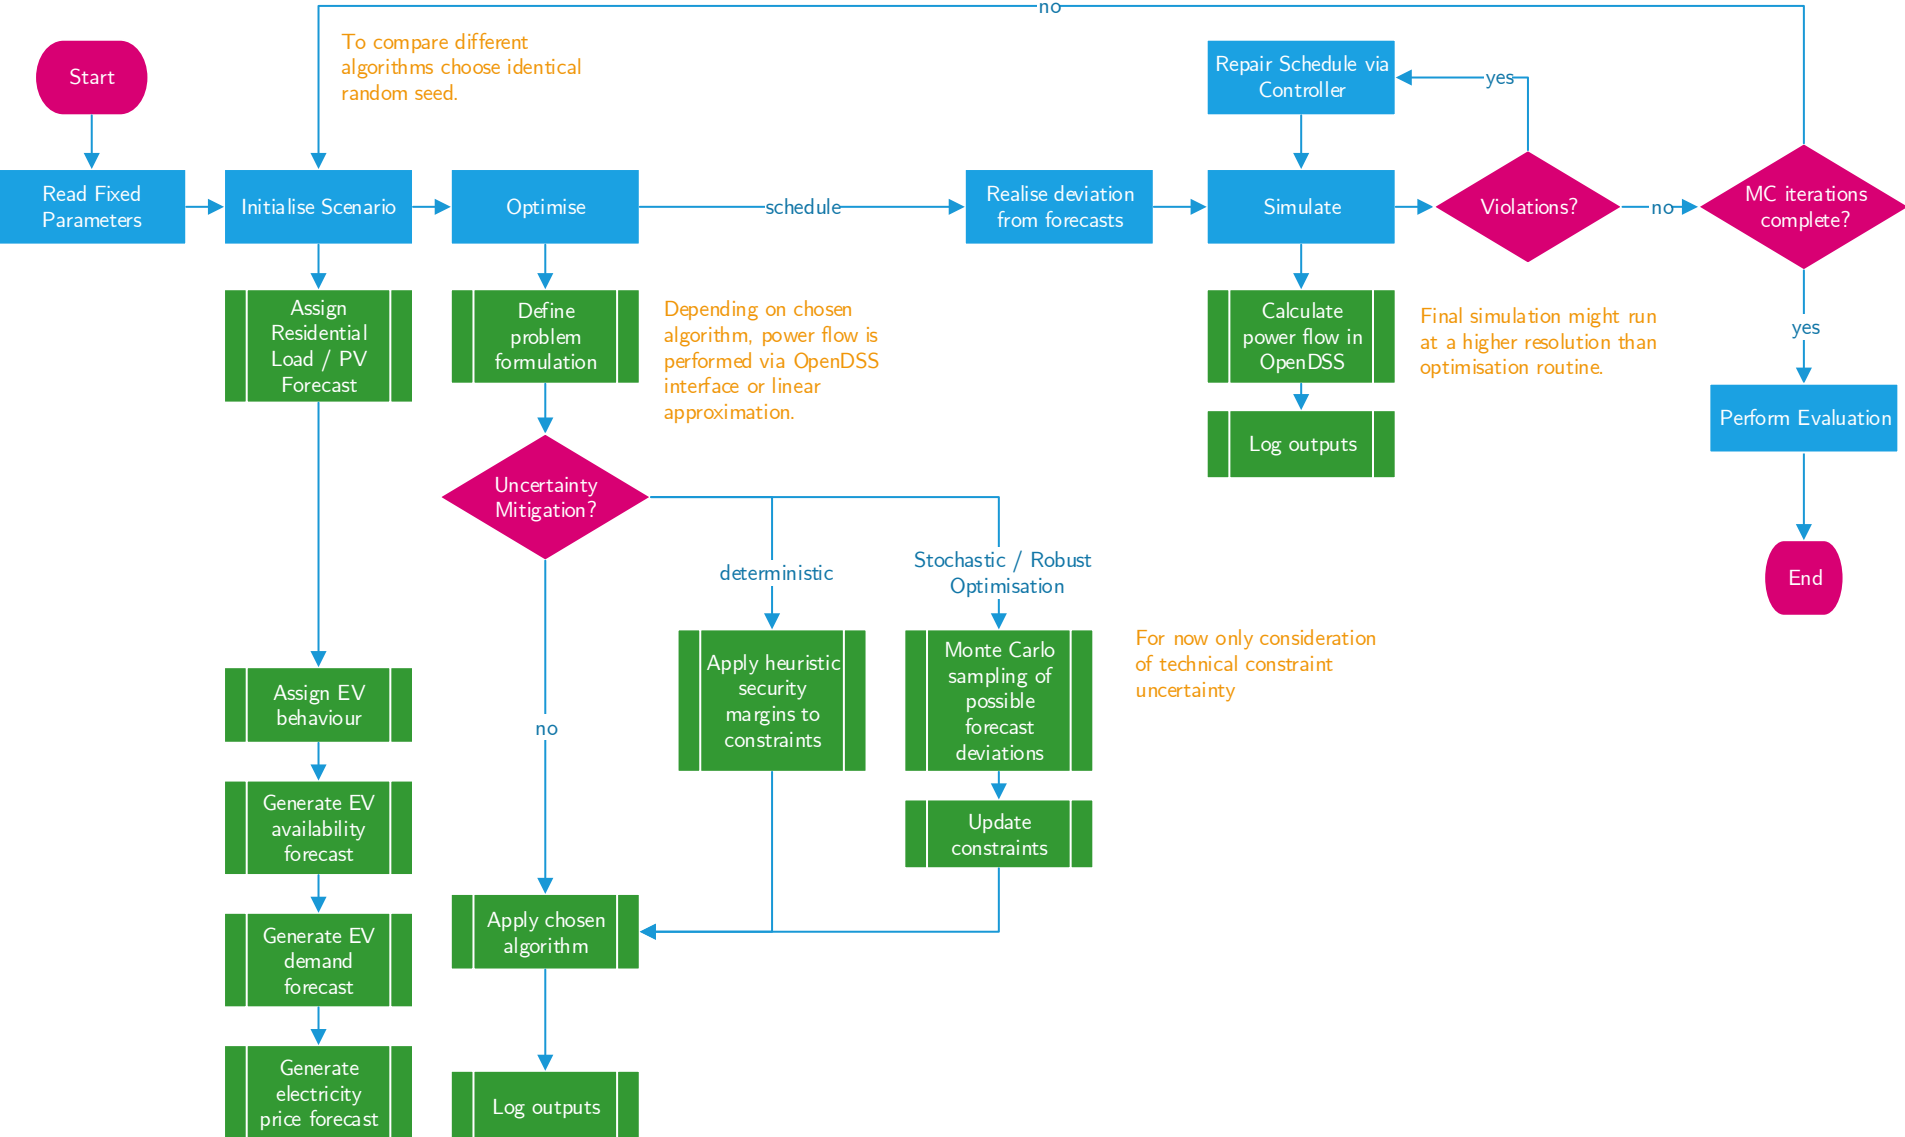 no
To compare different
algorithms choose identical
random seed.
Start
Repair Schedule via
Controller
yes
Read Fixed
Parameters
Initialise Scenario
Optimise
schedule
Realise deviation
from forecasts
Simulate
Violations?
no
MC iterations
complete?
Assign
Residential
Load / PV
Forecast
Define
problem
formulation
Depending on chosen
algorithm, power flow is
performed via OpenDSS
interface or linear
approximation.
Calculate
power flow in
OpenDSS
Final simulation might run
at a higher resolution than
optimisation routine.
yes
Perform Evaluation
Log outputs
Uncertainty
Mitigation?
deterministic
Stochastic / Robust
Optimisation
End
Apply heuristic
security
margins to
constraints
Monte Carlo
sampling of
possible
forecast
deviations
For now only consideration
of technical constraint
uncertainty
Assign EV
behaviour
no
Generate EV
availability
forecast
Update
constraints
Generate EV
demand
forecast
Apply chosen
algorithm
Generate
electricity
price forecast
Log outputs